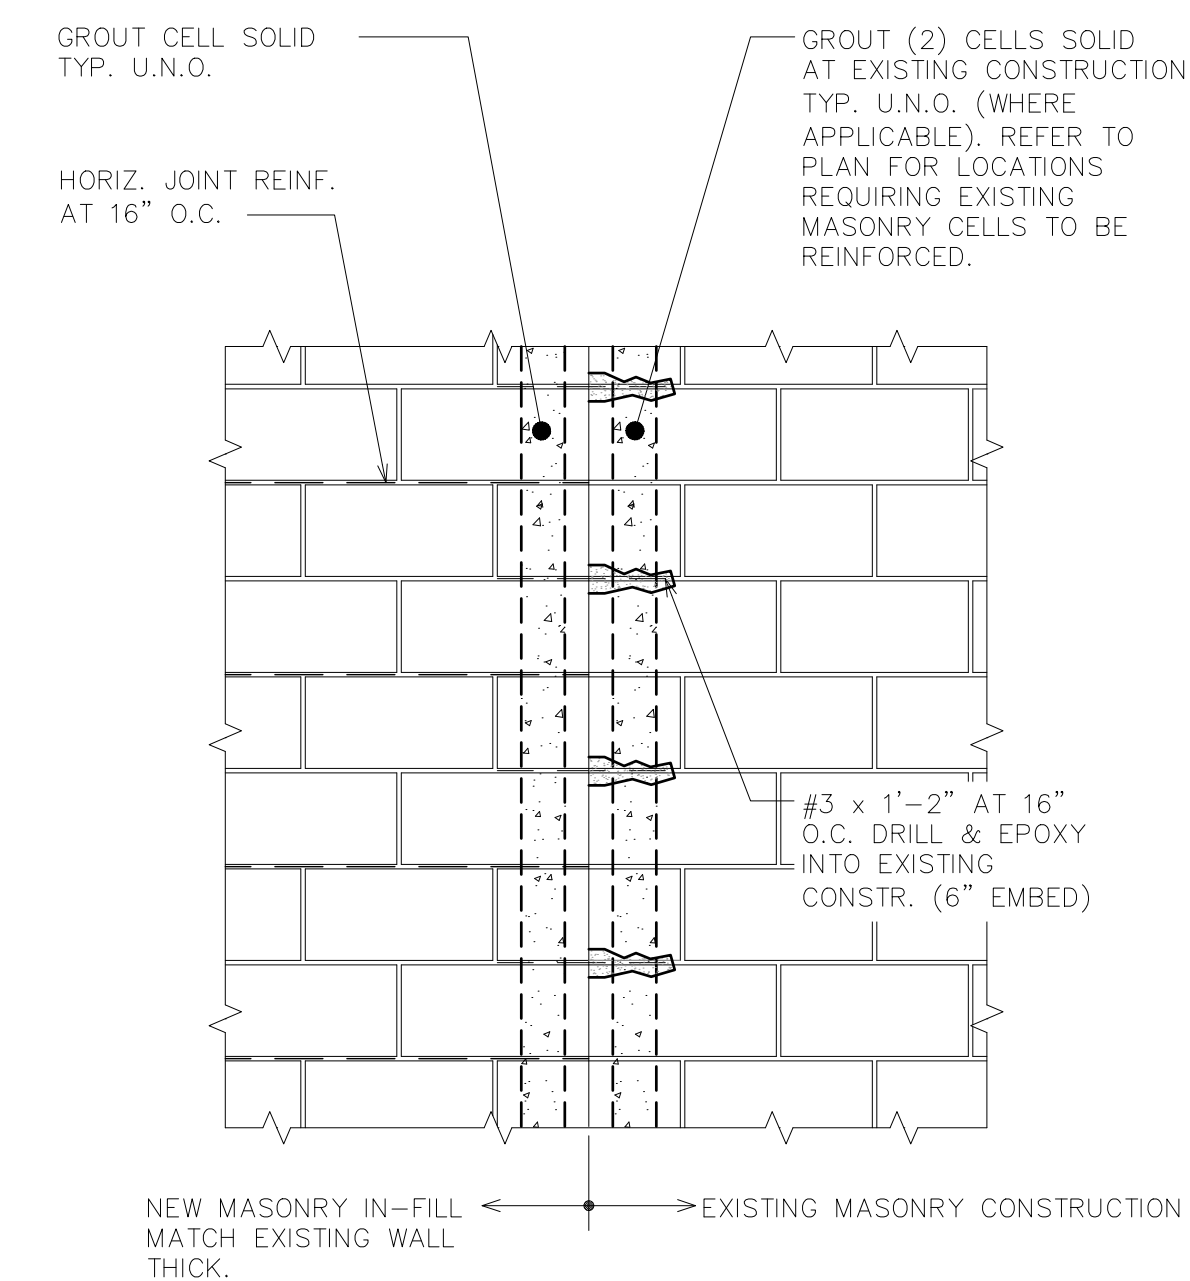 GROUT CELL SOLID
TYP. U.N.O.
HORIZ. JOINT REINF.
AT 16" O.C.
GROUT (2) CELLS SOLID
AT EXISTING CONSTRUCTION
TYP. U.N.O. (WHERE
APPLICABLE). REFER TO
PLAN FOR LOCATIONS
REQUIRING EXISTING
MASONRY CELLS TO BE
REINFORCED.
#3 x 1'-2" AT 16"
O.C. DRILL & EPOXY
INTO EXISTING
CONSTR. (6" EMBED)
NEW MASONRY IN-FILL
MATCH EXISTING WALL
THICK.
EXISTING MASONRY CONSTRUCTION